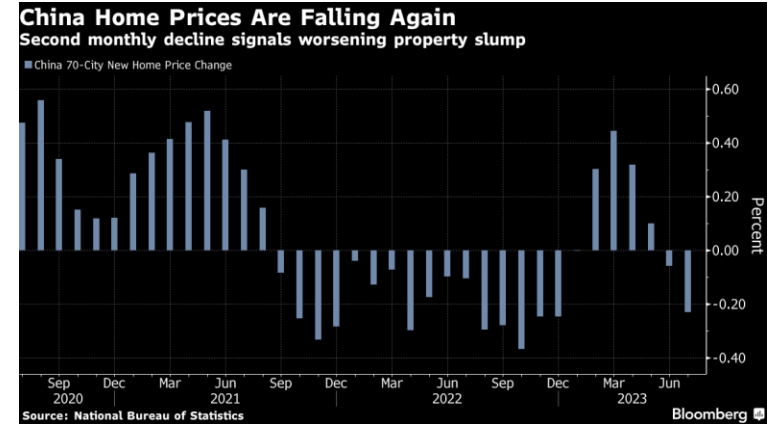 China Home Prices Are Falling Again
Second monthly decline signals worsening property slump
China 70-City New Home Price Change
0.60
0.40
0.20
0.00
-0.20
-0.40
Percent
Sep Dec Mar Jun Sep Dec Mar Jun Sep Dec Mar Jun
2020 2021 2022 2023
Source: National Bureau of Statistics
Bloomberg